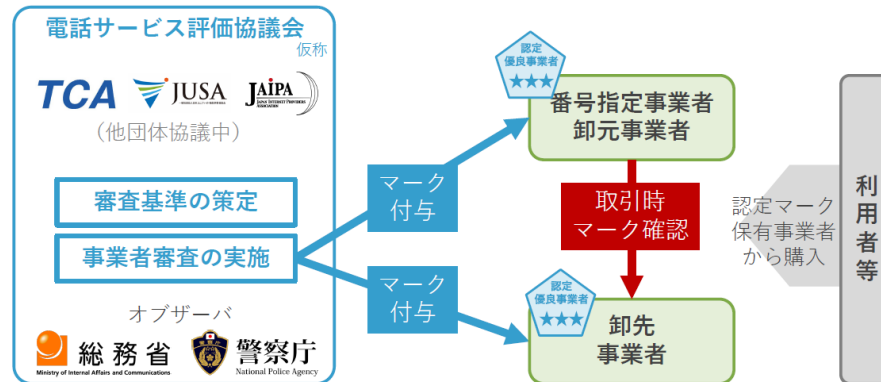 電話サービス評価協議会
仮称
TCA
JUSA
JAIPA
JAPAN INTERNET PROVIDERS
ASSOCIATION
（他団体協議中）
審査基準の策定
事業者審査の実施
オブザーバ
総務省
Ministry of Internal Affairs and Communications
警察庁
National Police Agency
マーク
付与
マーク
付与
認定
優良事業者
★★★
番号指定事業者
卸元事業者
取引時
マーク確認
認定
優良事業者
★★★
卸先
事業者
認定マーク
保有事業者
から購入
利用者等